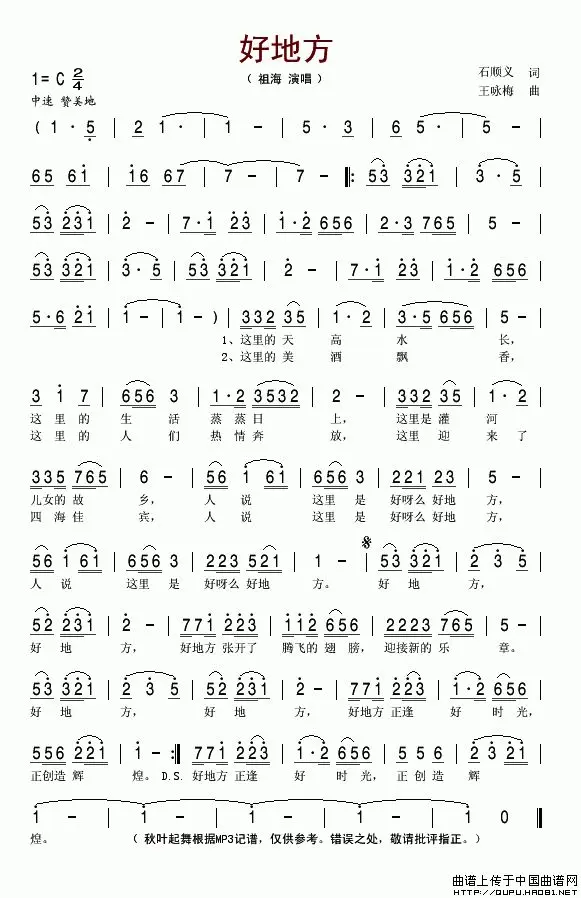 好地方
1=C 2/4
（ 祖海 演唱 ）
石顺义 词
中速 赞美地
王咏梅 曲
( 1· 5 | 2 1· | 1 - | 5· 3 | 6 5· | 5 - |
65 61 | 16 67 | 7 - | 7 - |: 53 321 | 3· 5 |
53 231 | 2 - | 7·1 23 | 1·2 656 | 2·3 765 | 5 - |
53 321 | 3· 5 | 53 321 | 2 - | 7·1 23 | 1·2 656 |
5·6 221 | 1 - | 1 - ) | 332 35 | 1· 2 | 3·5 656 | 5 - |
1、这里的 天 高 水 长，
2、这里的 美 酒 飘 香，
3 1 7 | 656 3 | 1·2 3532 | 2 - | 332 35 | 1· 2 |
这 里 的 生 活 蒸蒸日 上， 这里是 灌 河
这 里 的 人 们 热情奔 放， 这里 迎 来 了
335 765 | 6 - | 56 1 | 656 3 | 221 23 | 5 - |
儿女的 故 乡， 人 说 这里 是 好呀么 好地 方，
四 海 佳 宾， 人 说 这里 是 好呀么 好地 方，
56 1 61 | 656 3 | 223 521 | 1 - | 53 321 | 2 3 5 |
人 说 这里 是 好呀么 好地 方。 好 地 方，
52 231 | 2 - | 771 223 | 112 656 | 223 765 | 5 - |
好 地 方， 好地方 张开了 腾飞的 翅 膀， 迎接新的 乐 章。
53 321 | 2 3 5 | 52 231 | 2 - | 771 223 | 1·2 656 |
好 地 方， 好 地 方， 好地方 正逢 好 时 光，
556 221 | 1 - :| 771 223 | 1·2 656 | 5 5 6 | 2 2 1 |
正创造 辉 煌。 D.S. 好地方 正逢 好 时 光， 正 创 造 辉
1 - | 1 - | 1 - | 1 - | 1 0 ‖
煌。 （ 秋叶起舞根据MP3记谱，仅供参考。错误之处，敬请批评指正。）
曲谱上传于中国曲谱网
http://QUPU.HAO81.NET